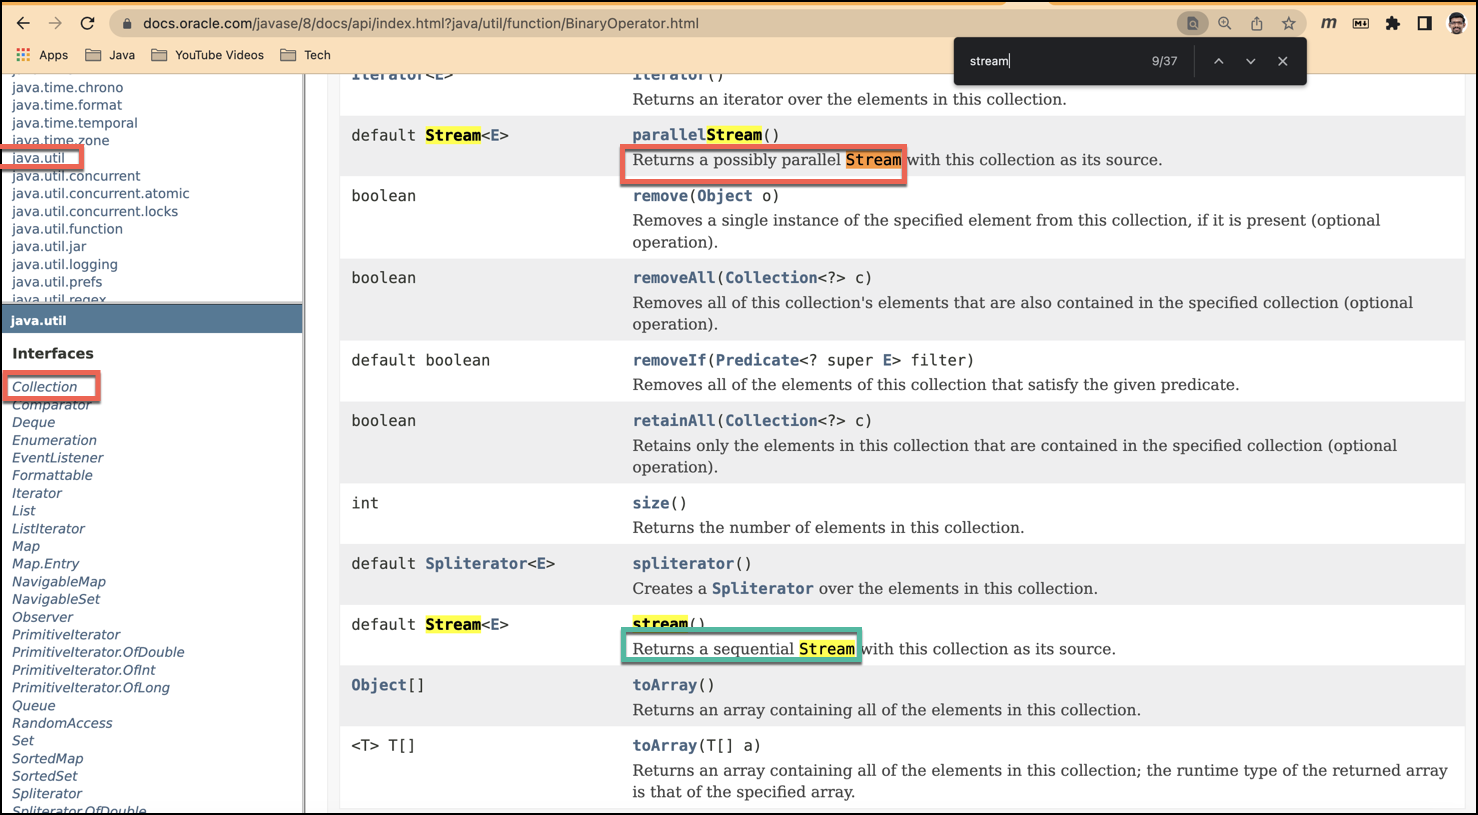 docs.oracle.com/javase/8/docs/api/index.html?java/util/function/BinaryOperator.html
Apps Java YouTube Videos Tech
stream 9/37
java.time.chrono
java.time.format
java.time.temporal
java.time.zone
java.util
java.util.concurrent
java.util.concurrent.atomic
java.util.concurrent.locks
java.util.function
java.util.jar
java.util.logging
java.util.prefs
java.util.regex
java.util
Interfaces
Collection
Comparator
Deque
Enumeration
EventListener
Formattable
Iterator
List
ListIterator
Map
Map.Entry
NavigableMap
NavigableSet
Observer
PrimitiveIterator
PrimitiveIterator.OfDouble
PrimitiveIterator.OfInt
PrimitiveIterator.OfLong
Queue
RandomAccess
Set
SortedMap
SortedSet
Spliterator
Spliterator.OfDouble
Iterator<E> iterator()
Returns an iterator over the elements in this collection.
default Stream<E> parallelStream()
Returns a possibly parallel Stream with this collection as its source.
boolean remove(Object o)
Removes a single instance of the specified element from this collection, if it is present (optional
operation).
boolean removeAll(Collection<?> c)
Removes all of this collection's elements that are also contained in the specified collection (optional
operation).
default boolean removeIf(Predicate<? super E> filter)
Removes all of the elements of this collection that satisfy the given predicate.
boolean retainAll(Collection<?> c)
Retains only the elements in this collection that are contained in the specified collection (optional
operation).
int size()
Returns the number of elements in this collection.
default Spliterator<E> spliterator()
Creates a Spliterator over the elements in this collection.
default Stream<E> stream()
Returns a sequential Stream with this collection as its source.
Object[] toArray()
Returns an array containing all of the elements in this collection.
<T> T[] toArray(T[] a)
Returns an array containing all of the elements in this collection; the runtime type of the returned array
is that of the specified array.